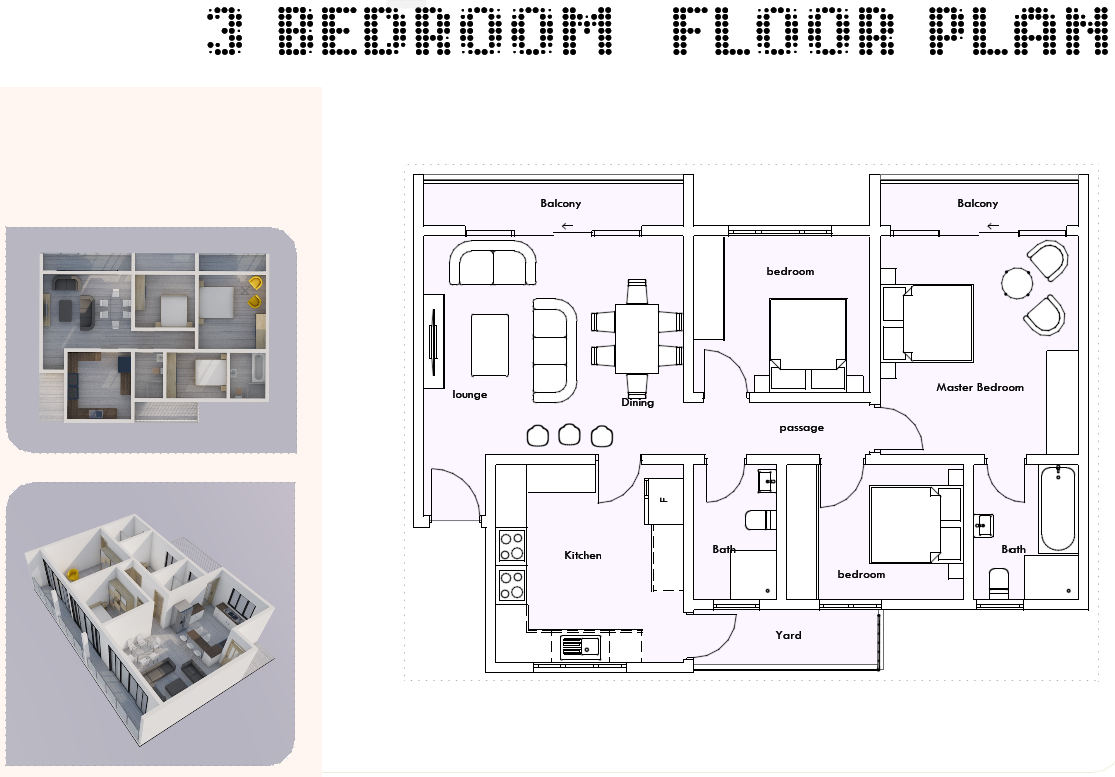 3 BEDROOM FLOOR PLAN
Balcony
Balcony
bedroom
lounge
Dining
Master Bedroom
passage
F
Kitchen
Bath
bedroom
Bath
Yard